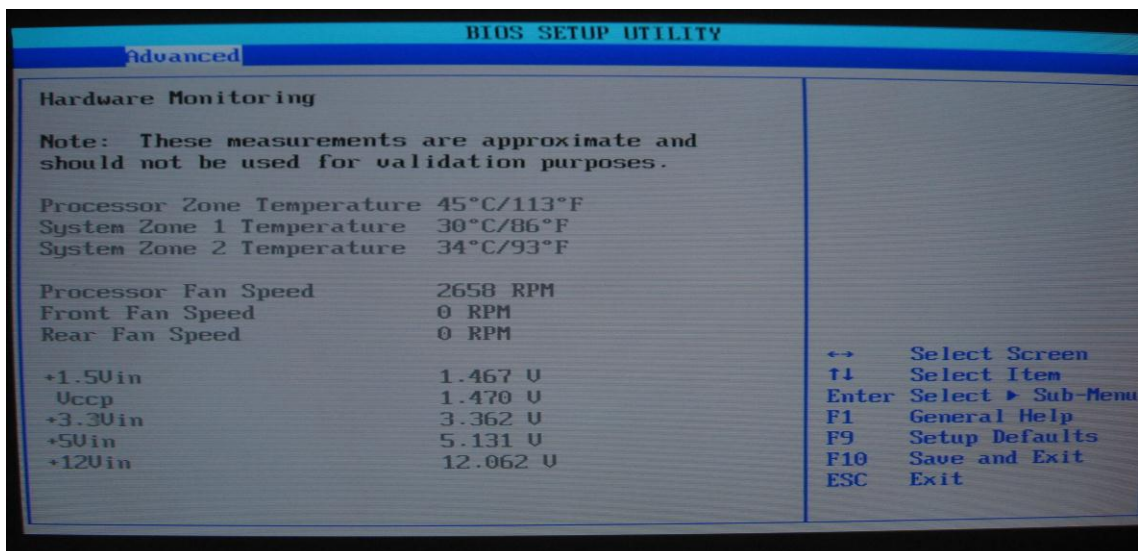 BIOS SETUP UTILITY
Advanced
Hardware Monitoring
Note: These measurements are approximate and
should not be used for validation purposes.
Processor Zone Temperature 45°C/113°F
System Zone 1 Temperature 30°C/86°F
System Zone 2 Temperature 34°C/93°F
Processor Fan Speed 2658 RPM
Front Fan Speed 0 RPM
Rear Fan Speed 0 RPM
+1.5Vin 1.467 V
Vccp 1.470 V
+3.3Vin 3.362 V
+5Vin 5.131 V
+12Vin 12.062 V
↔ Select Screen
↑↓ Select Item
Enter Select ► Sub-Menu
F1 General Help
F9 Setup Defaults
F10 Save and Exit
ESC Exit